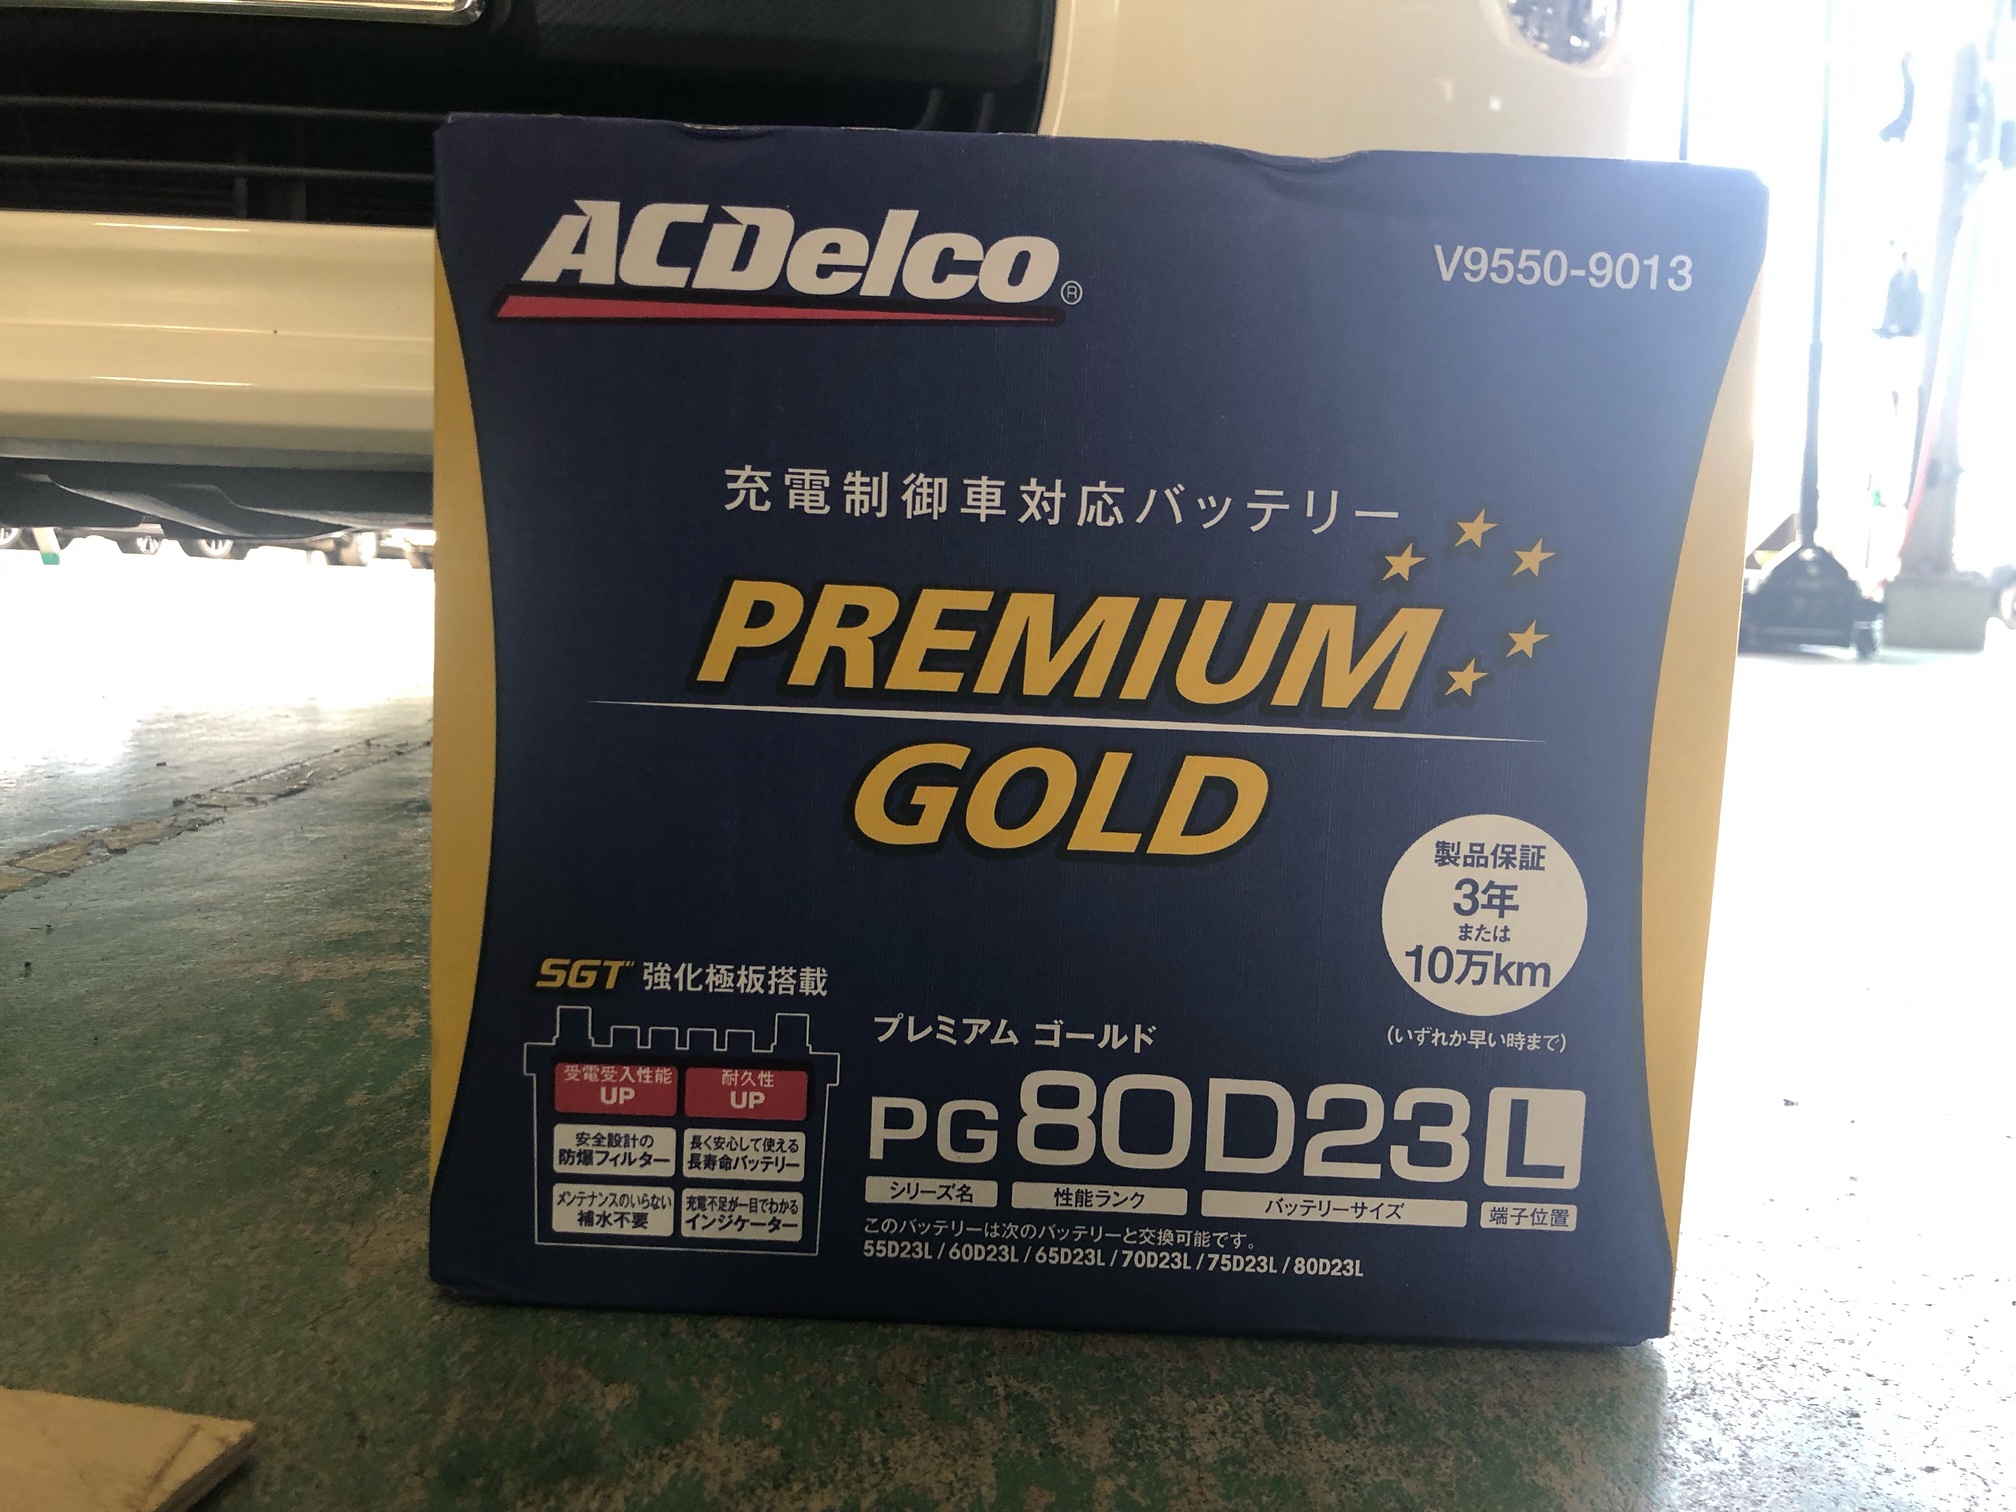 ACDelco®
V9550-9013
充電制御車対応バッテリー
PREMIUM
GOLD
製品保証
3年
または
10万km
(いずれか早い時まで)
SGT 強化極板搭載
受電受入性能
UP
耐久性
UP
安全設計の
防爆フィルター
長く安心して使える
長寿命バッテリー
メンテナンスのいらない
補水不要
充電不足が一目でわかる
インジケーター
プレミアム ゴールド
PG 80D23 L
シリーズ名 性能ランク バッテリーサイズ 端子位置
このバッテリーは次のバッテリーと交換可能です。
55D23L / 60D23L / 65D23L / 70D23L / 75D23L / 80D23L